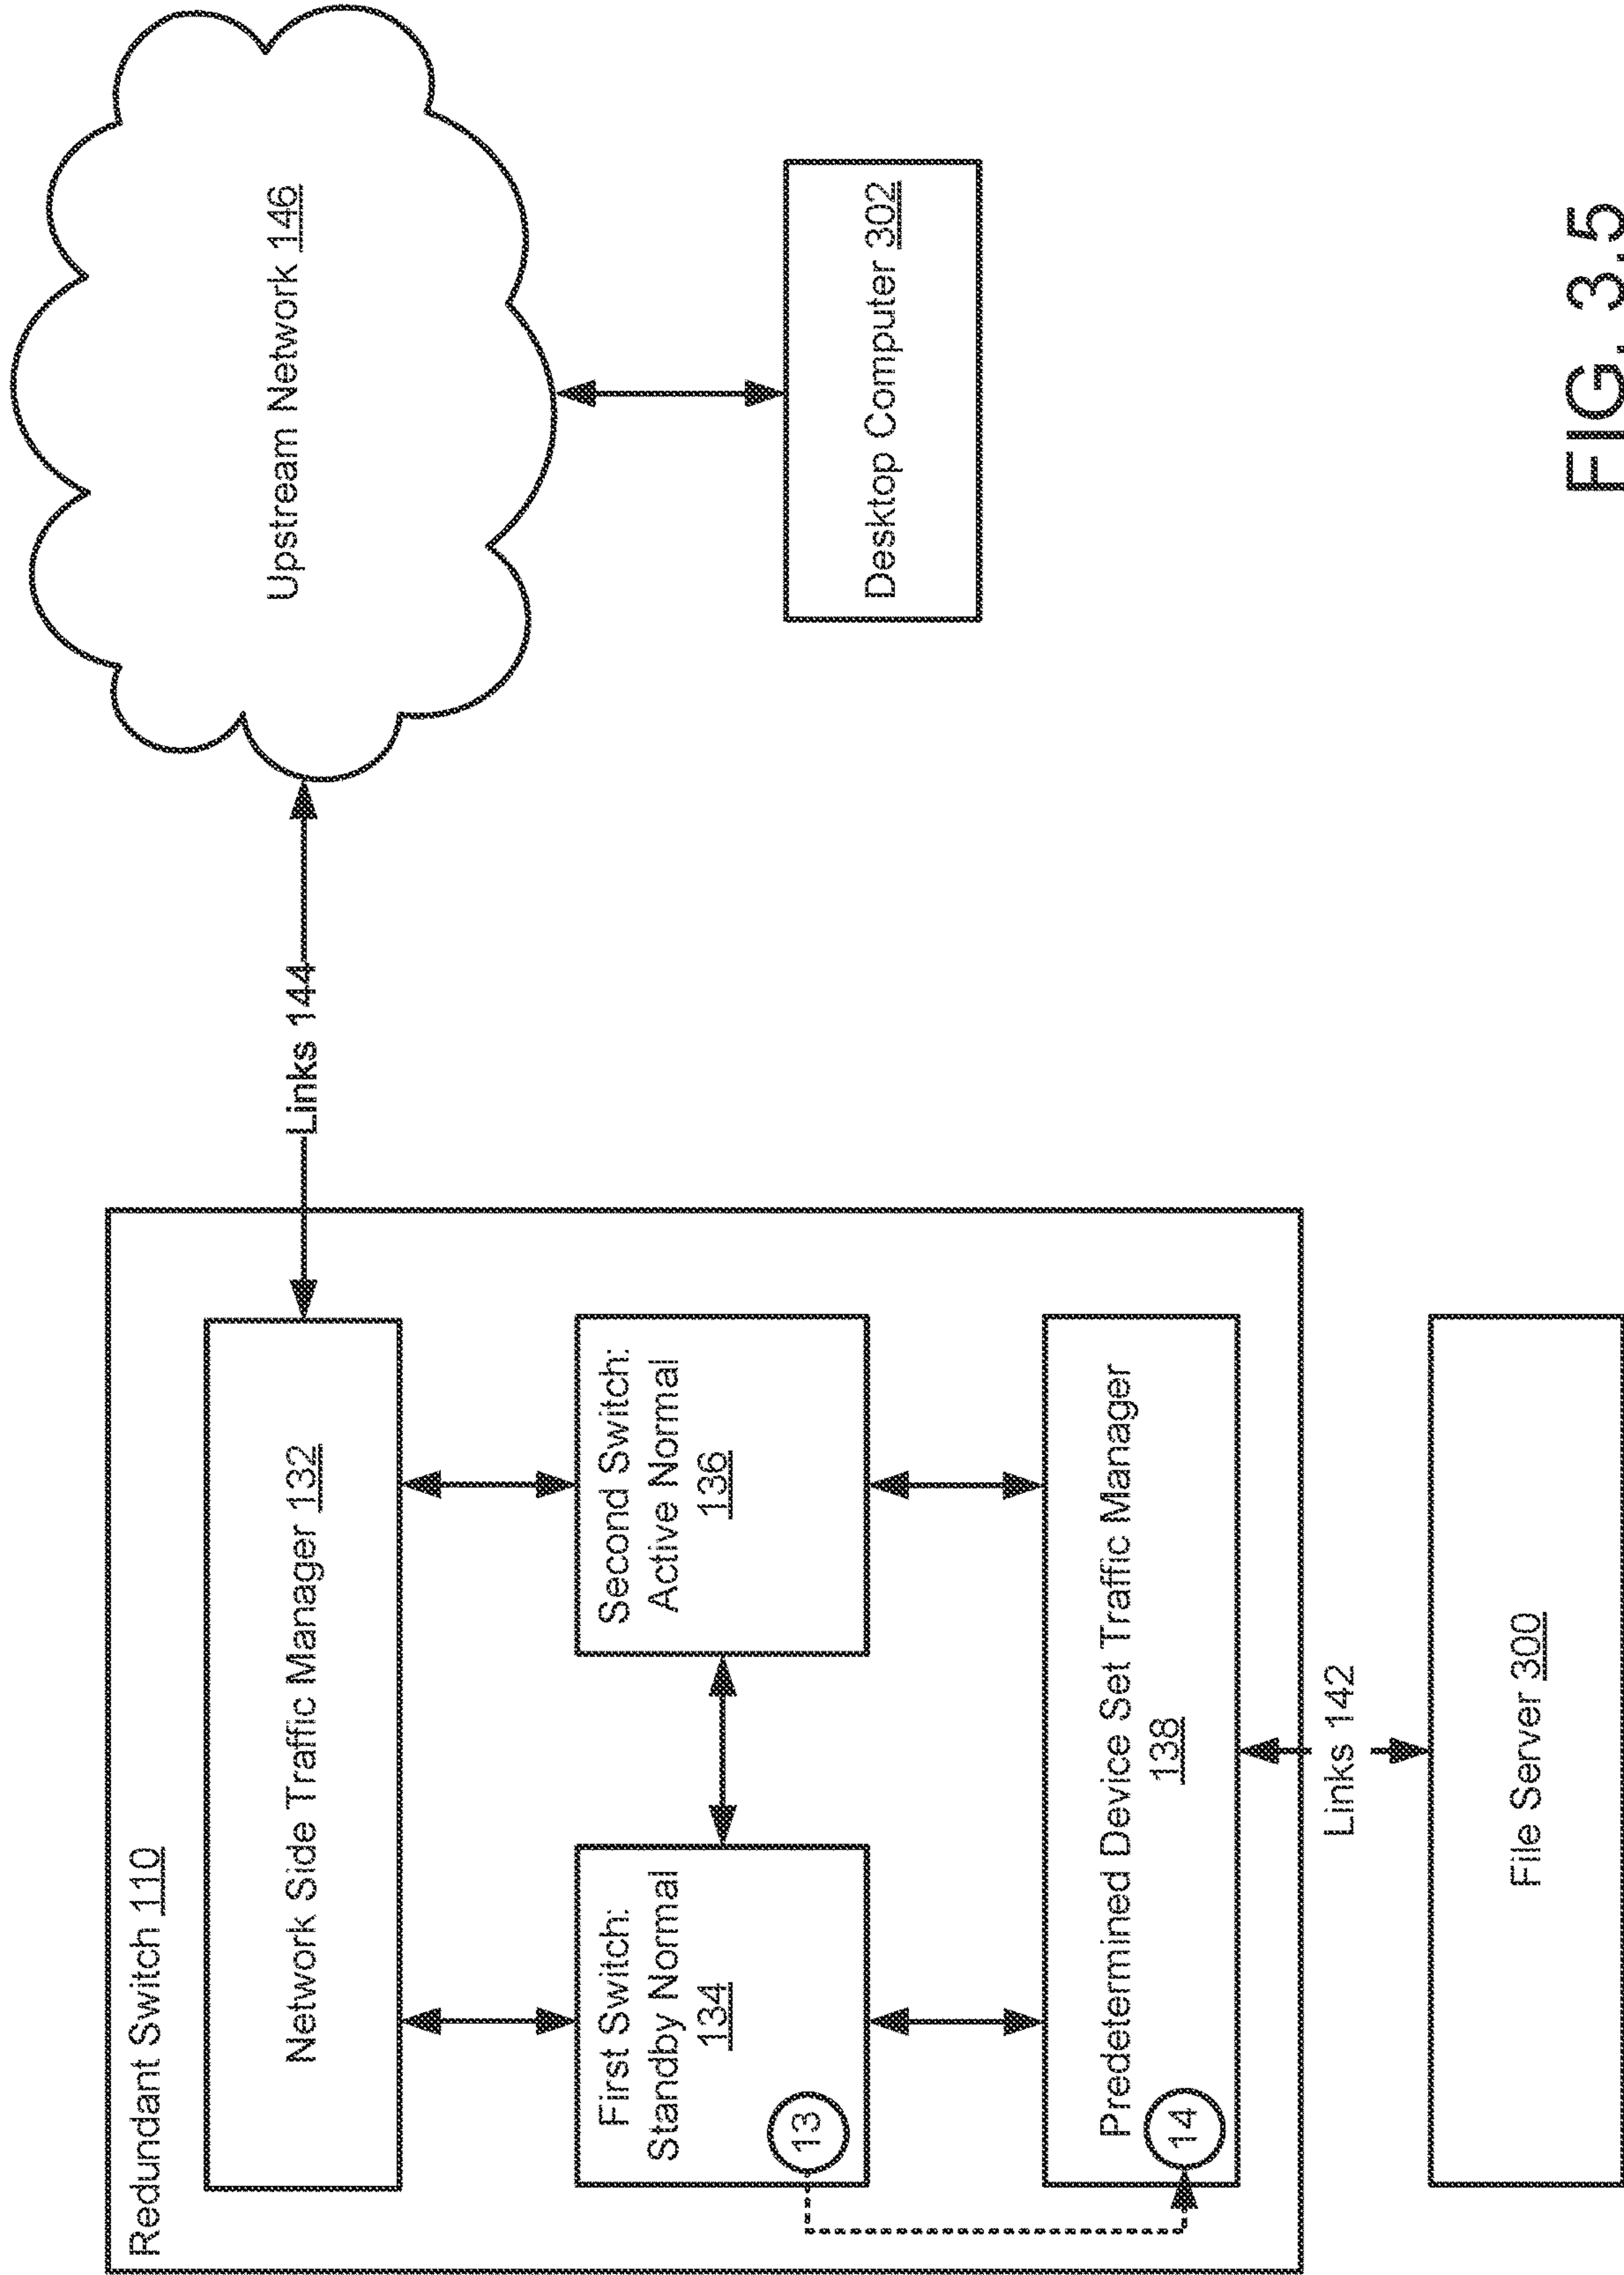 Redundant Switch 110
Network Side Traffic Manager 132
Links 144
Upstream Network 146
First Switch:
Standby Normal
134
13
Second Switch:
Active Normal
136
Desktop Computer 302
Predetermined Device Set Traffic Manager
138
14
Links 142
File Server 300
FIG. 3.5